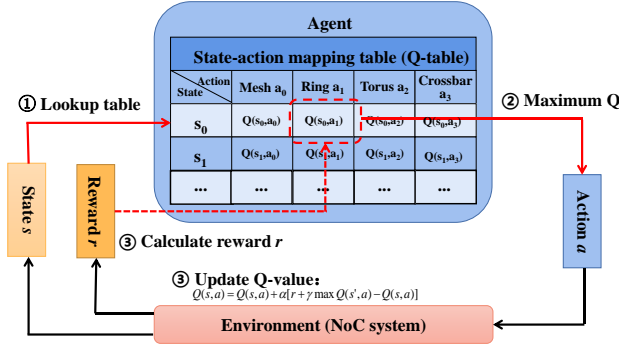 Agent
State-action mapping table (Q-table)
Action
State
Mesh a₀
Ring a₁
Torus a₂
Crossbar a₃
s₀
Q(s₀,a₀)
Q(s₀,a₁)
Q(s₀,a₂)
Q(s₀,a₃)
s₁
Q(s₁,a₀)
Q(s₁,a₁)
Q(s₁,a₂)
Q(s₁,a₃)
...
...
...
...
...
① Lookup table
② Maximum Q
State s
Reward r
Action a
③ Calculate reward r
③ Update Q-value:
Q(s,a) = Q(s,a) + α[r + γ max Q(s',a) − Q(s,a)]
Environment (NoC system)